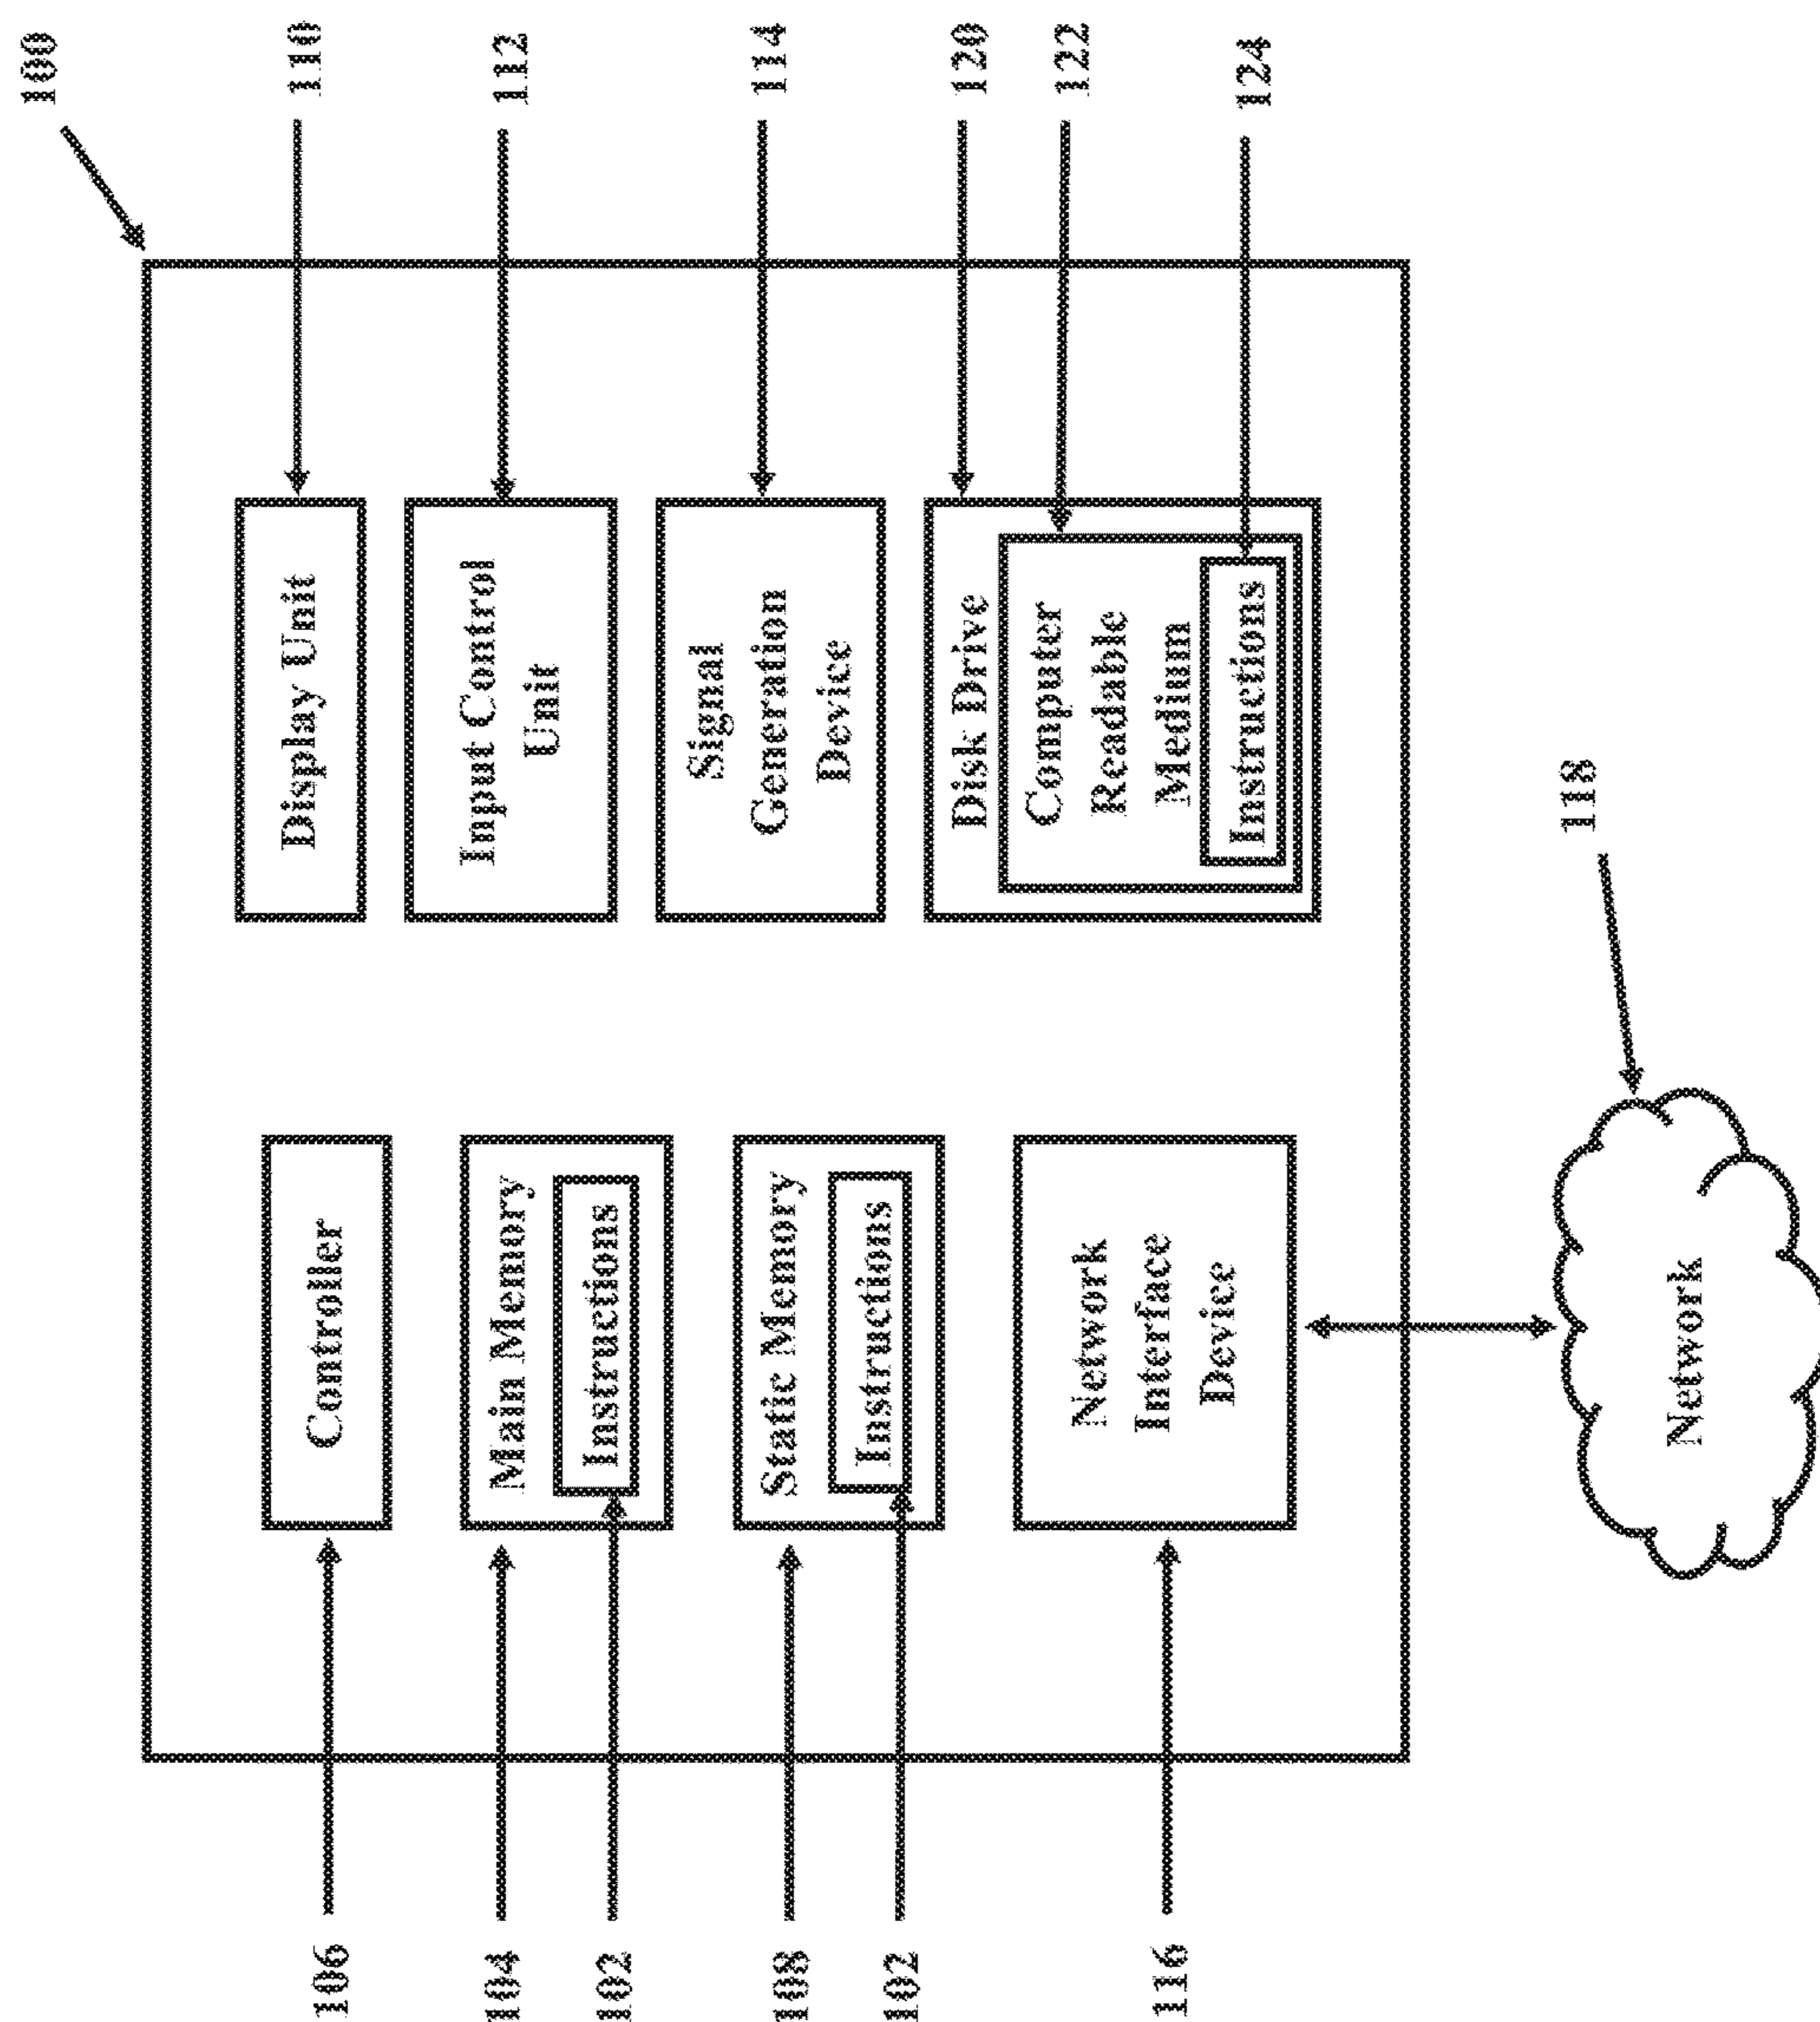 100
106
Controller
Display Unit
110
104
Main Memory
102
Instructions
Input Control
Unit
112
108
Static Memory
102
Instructions
Signal
Generation
Device
114
116
Network
Interface
Device
Disk Drive
120
Computer
Readable
Medium
122
Instructions
124
Network
118